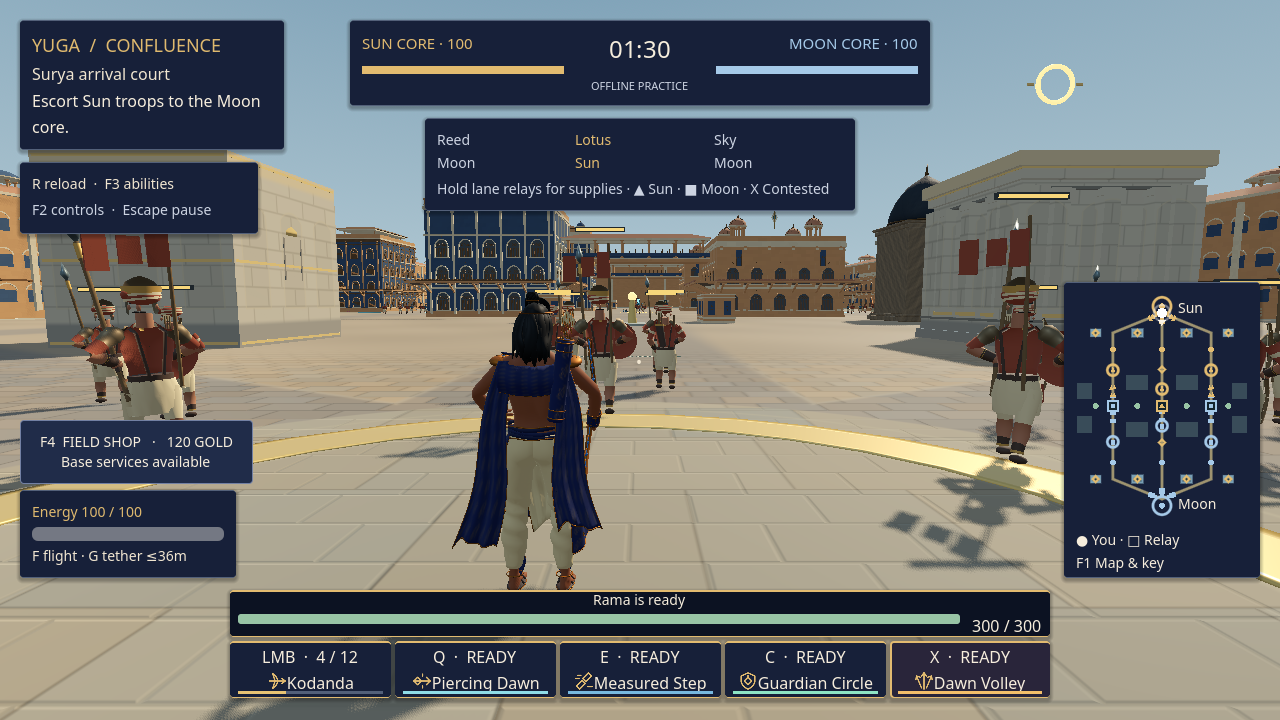 YUGA / CONFLUENCE
Surya arrival court
Escort Sun troops to the Moon
core.
R reload · F3 abilities
F2 controls · Escape pause
SUN CORE · 100
01:30
MOON CORE · 100
OFFLINE PRACTICE
Reed Lotus Sky
Moon Sun Moon
Hold lane relays for supplies · ▲ Sun · ■ Moon · X Contested
Sun
Moon
● You · □ Relay
F1 Map & key
F4 FIELD SHOP · 120 GOLD
Base services available
Energy 100 / 100
F flight · G tether ≤36m
Rama is ready
300 / 300
LMB · 4 / 12
Kodanda
Q · READY
Piercing Dawn
E · READY
Measured Step
C · READY
Guardian Circle
X · READY
Dawn Volley